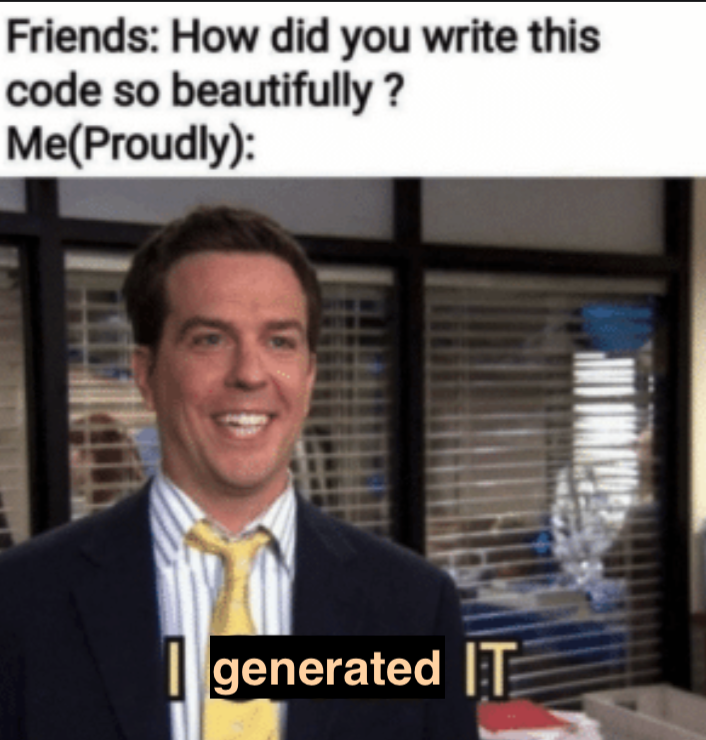 Friends: How did you write this
code so beautifully ?
Me(Proudly):
I generated IT